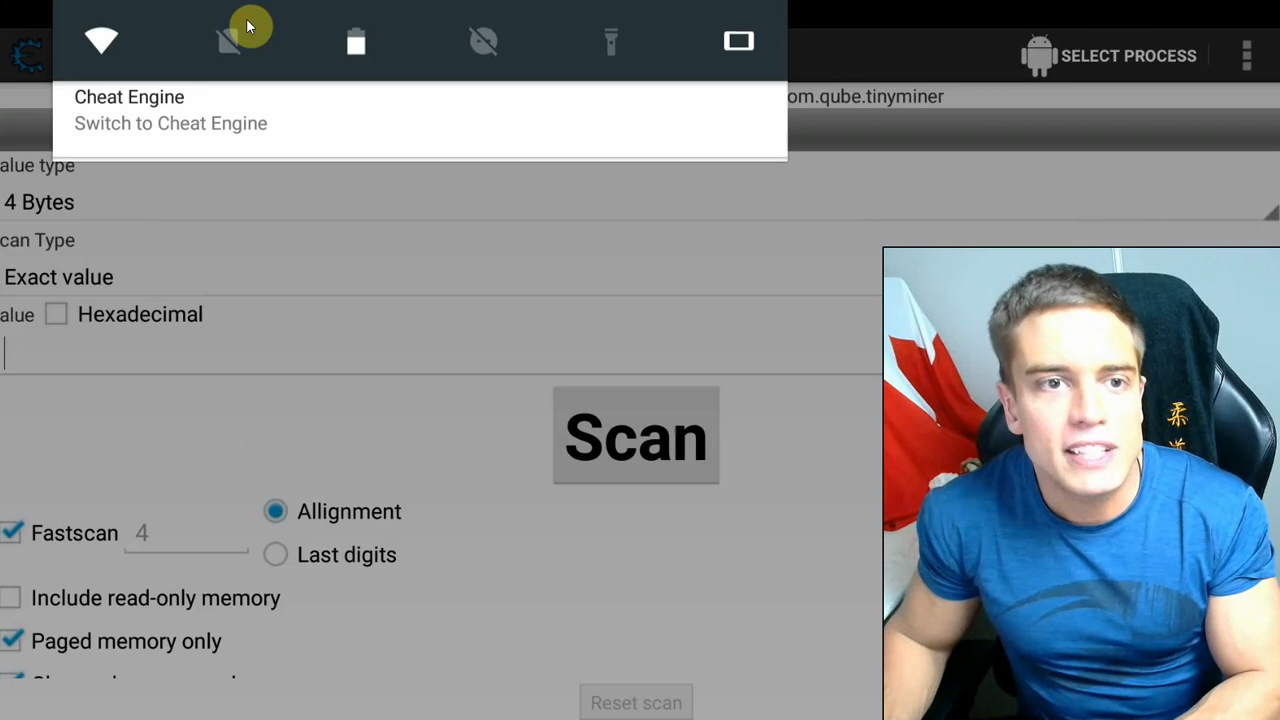 SELECT PROCESS
Cheat Engine
Switch to Cheat Engine
om.qube.tinyminer
alue type
4 Bytes
can Type
Exact value
alue
Hexadecimal
Scan
Fastscan
4
Allignment
Last digits
Include read-only memory
Paged memory only
Reset scan
柔